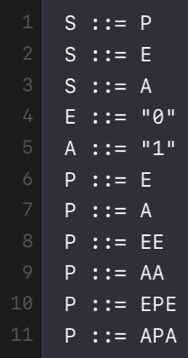 1 S ::= P
2 S ::= E
3 S ::= A
4 E ::= "0"
5 A ::= "1"
6 P ::= E
7 P ::= A
8 P ::= EE
9 P ::= AA
10 P ::= EPE
11 P ::= APA